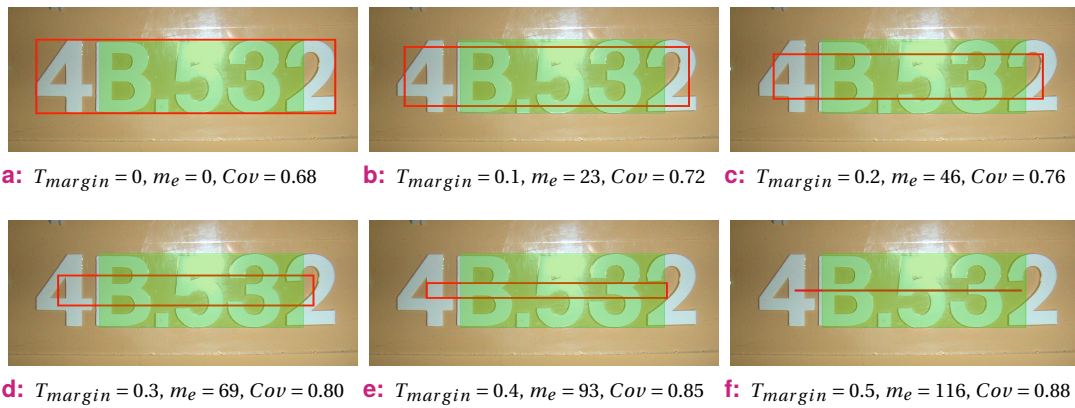 4B.532
4B.532
4B.532
a: T_margin = 0, m_e = 0, Cov = 0.68
b: T_margin = 0.1, m_e = 23, Cov = 0.72
c: T_margin = 0.2, m_e = 46, Cov = 0.76
4B.532
4B.532
4B.532
d: T_margin = 0.3, m_e = 69, Cov = 0.80
e: T_margin = 0.4, m_e = 93, Cov = 0.85
f: T_margin = 0.5, m_e = 116, Cov = 0.88